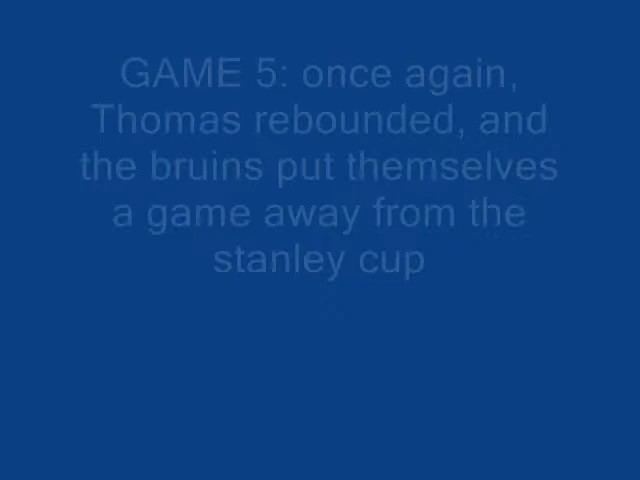 GAME 5: once again,
Thomas rebounded, and
the bruins put themselves
a game away from the
stanley cup